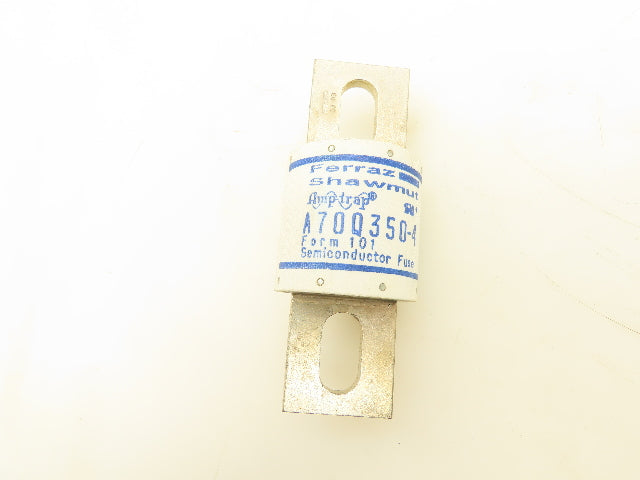 Ferraz
Shawmut
Amp-trap®
A70Q350-4
Form 101
Semiconductor Fuse